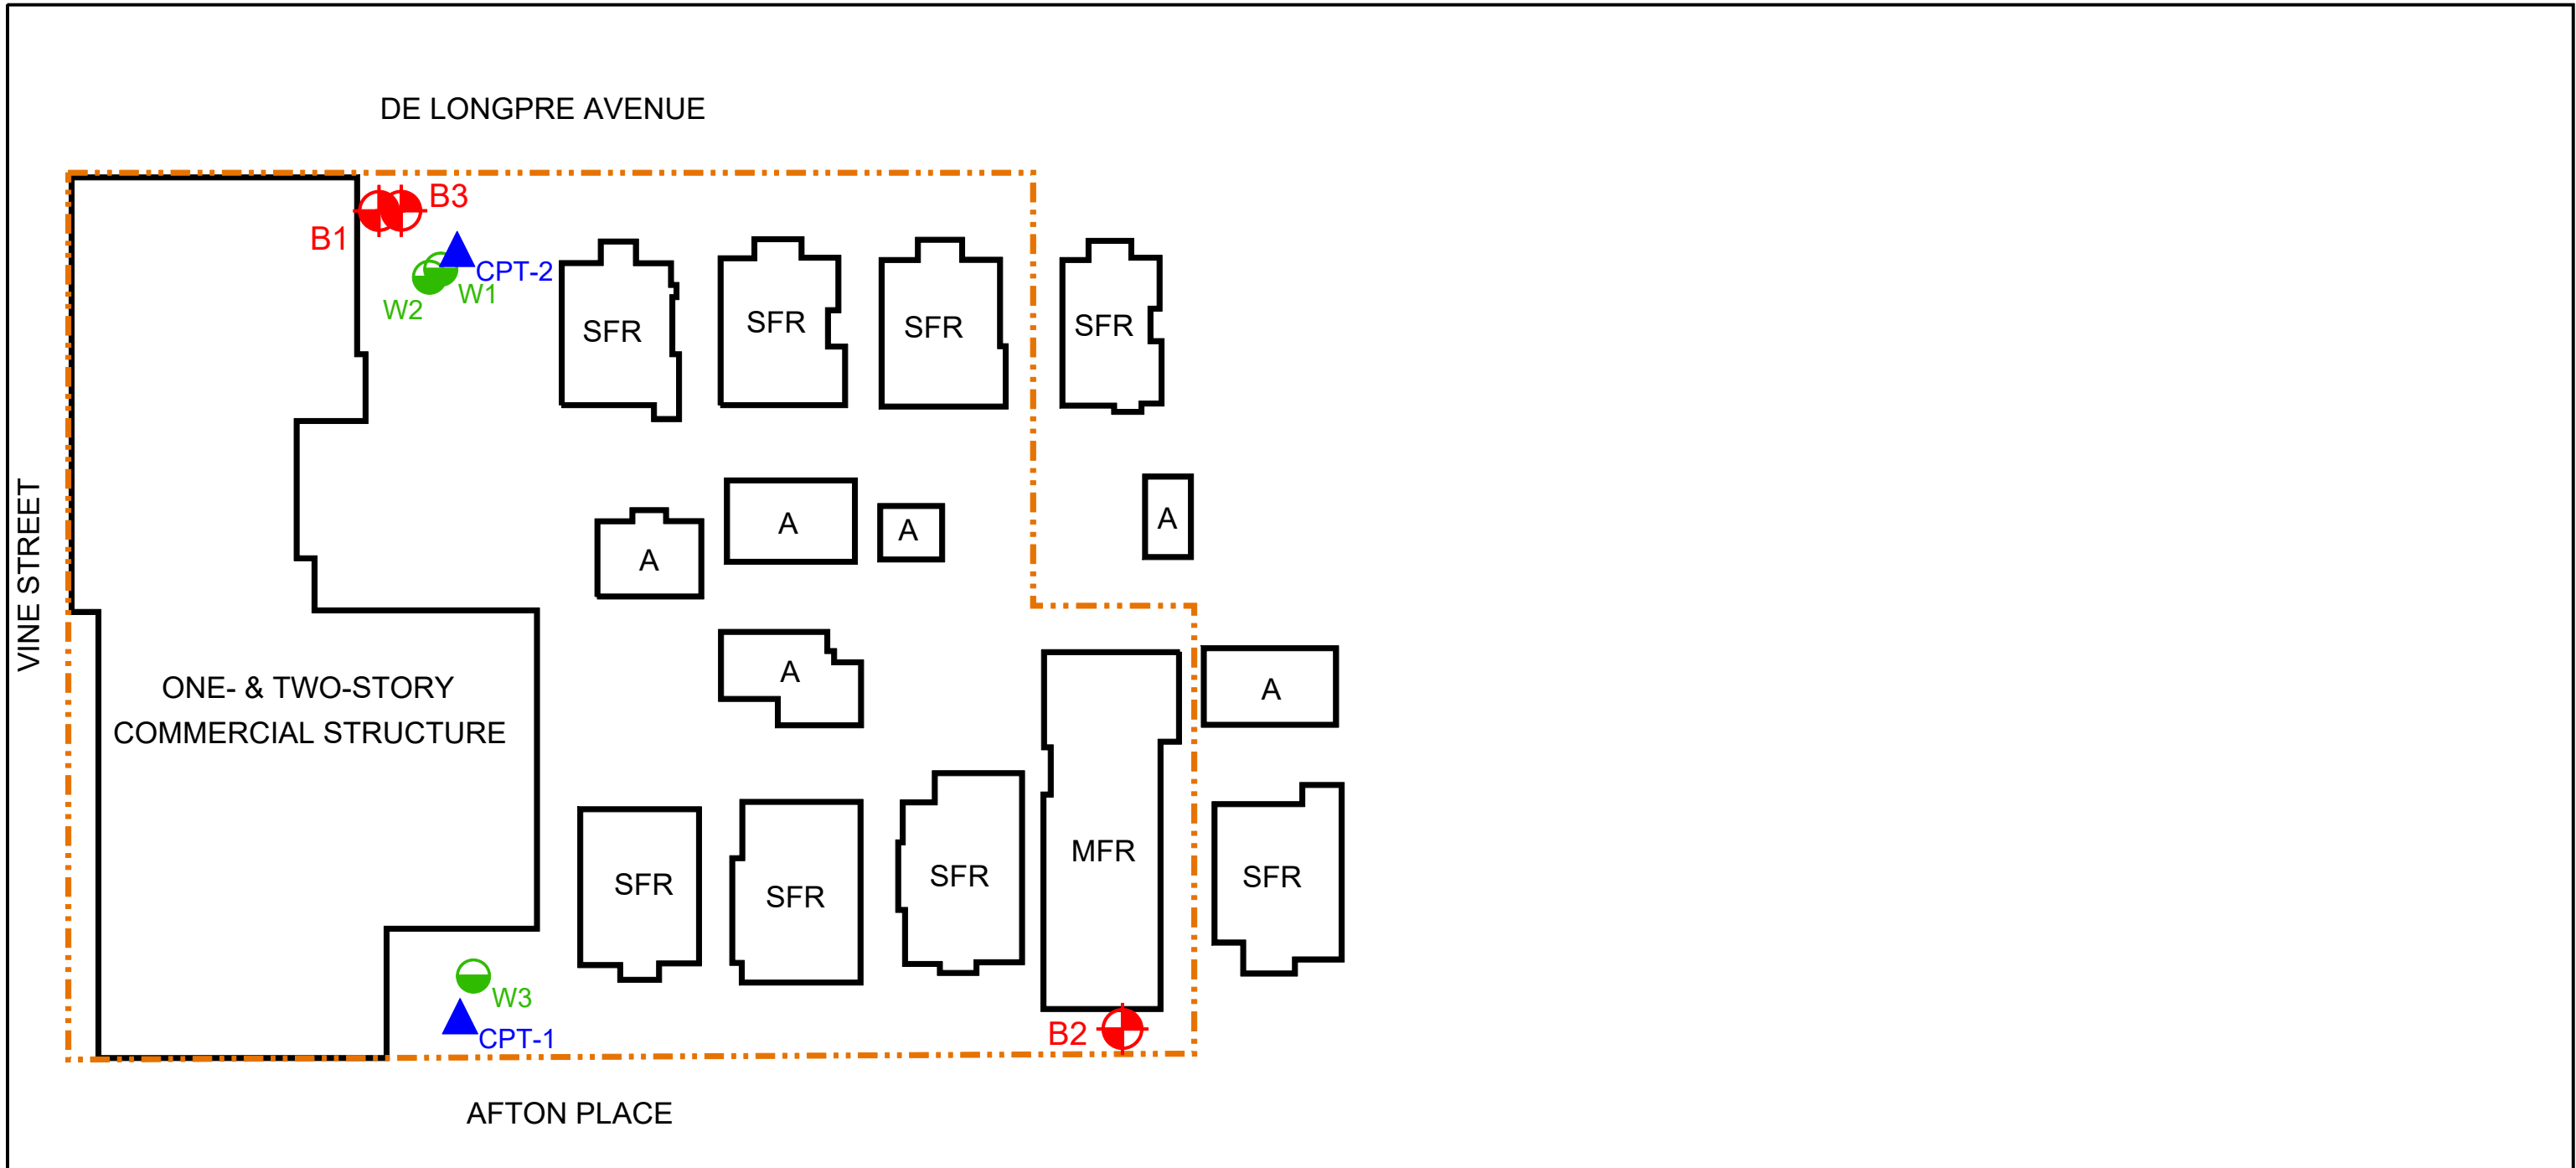 DE LONGPRE AVENUE
B3
B1
CPT-2
W1
W2
SFR
SFR
SFR
SFR
VINE STREET
A
A
A
A
ONE- & TWO-STORY
COMMERCIAL STRUCTURE
A
A
MFR
SFR
SFR
SFR
SFR
W3
CPT-1
B2
AFTON PLACE